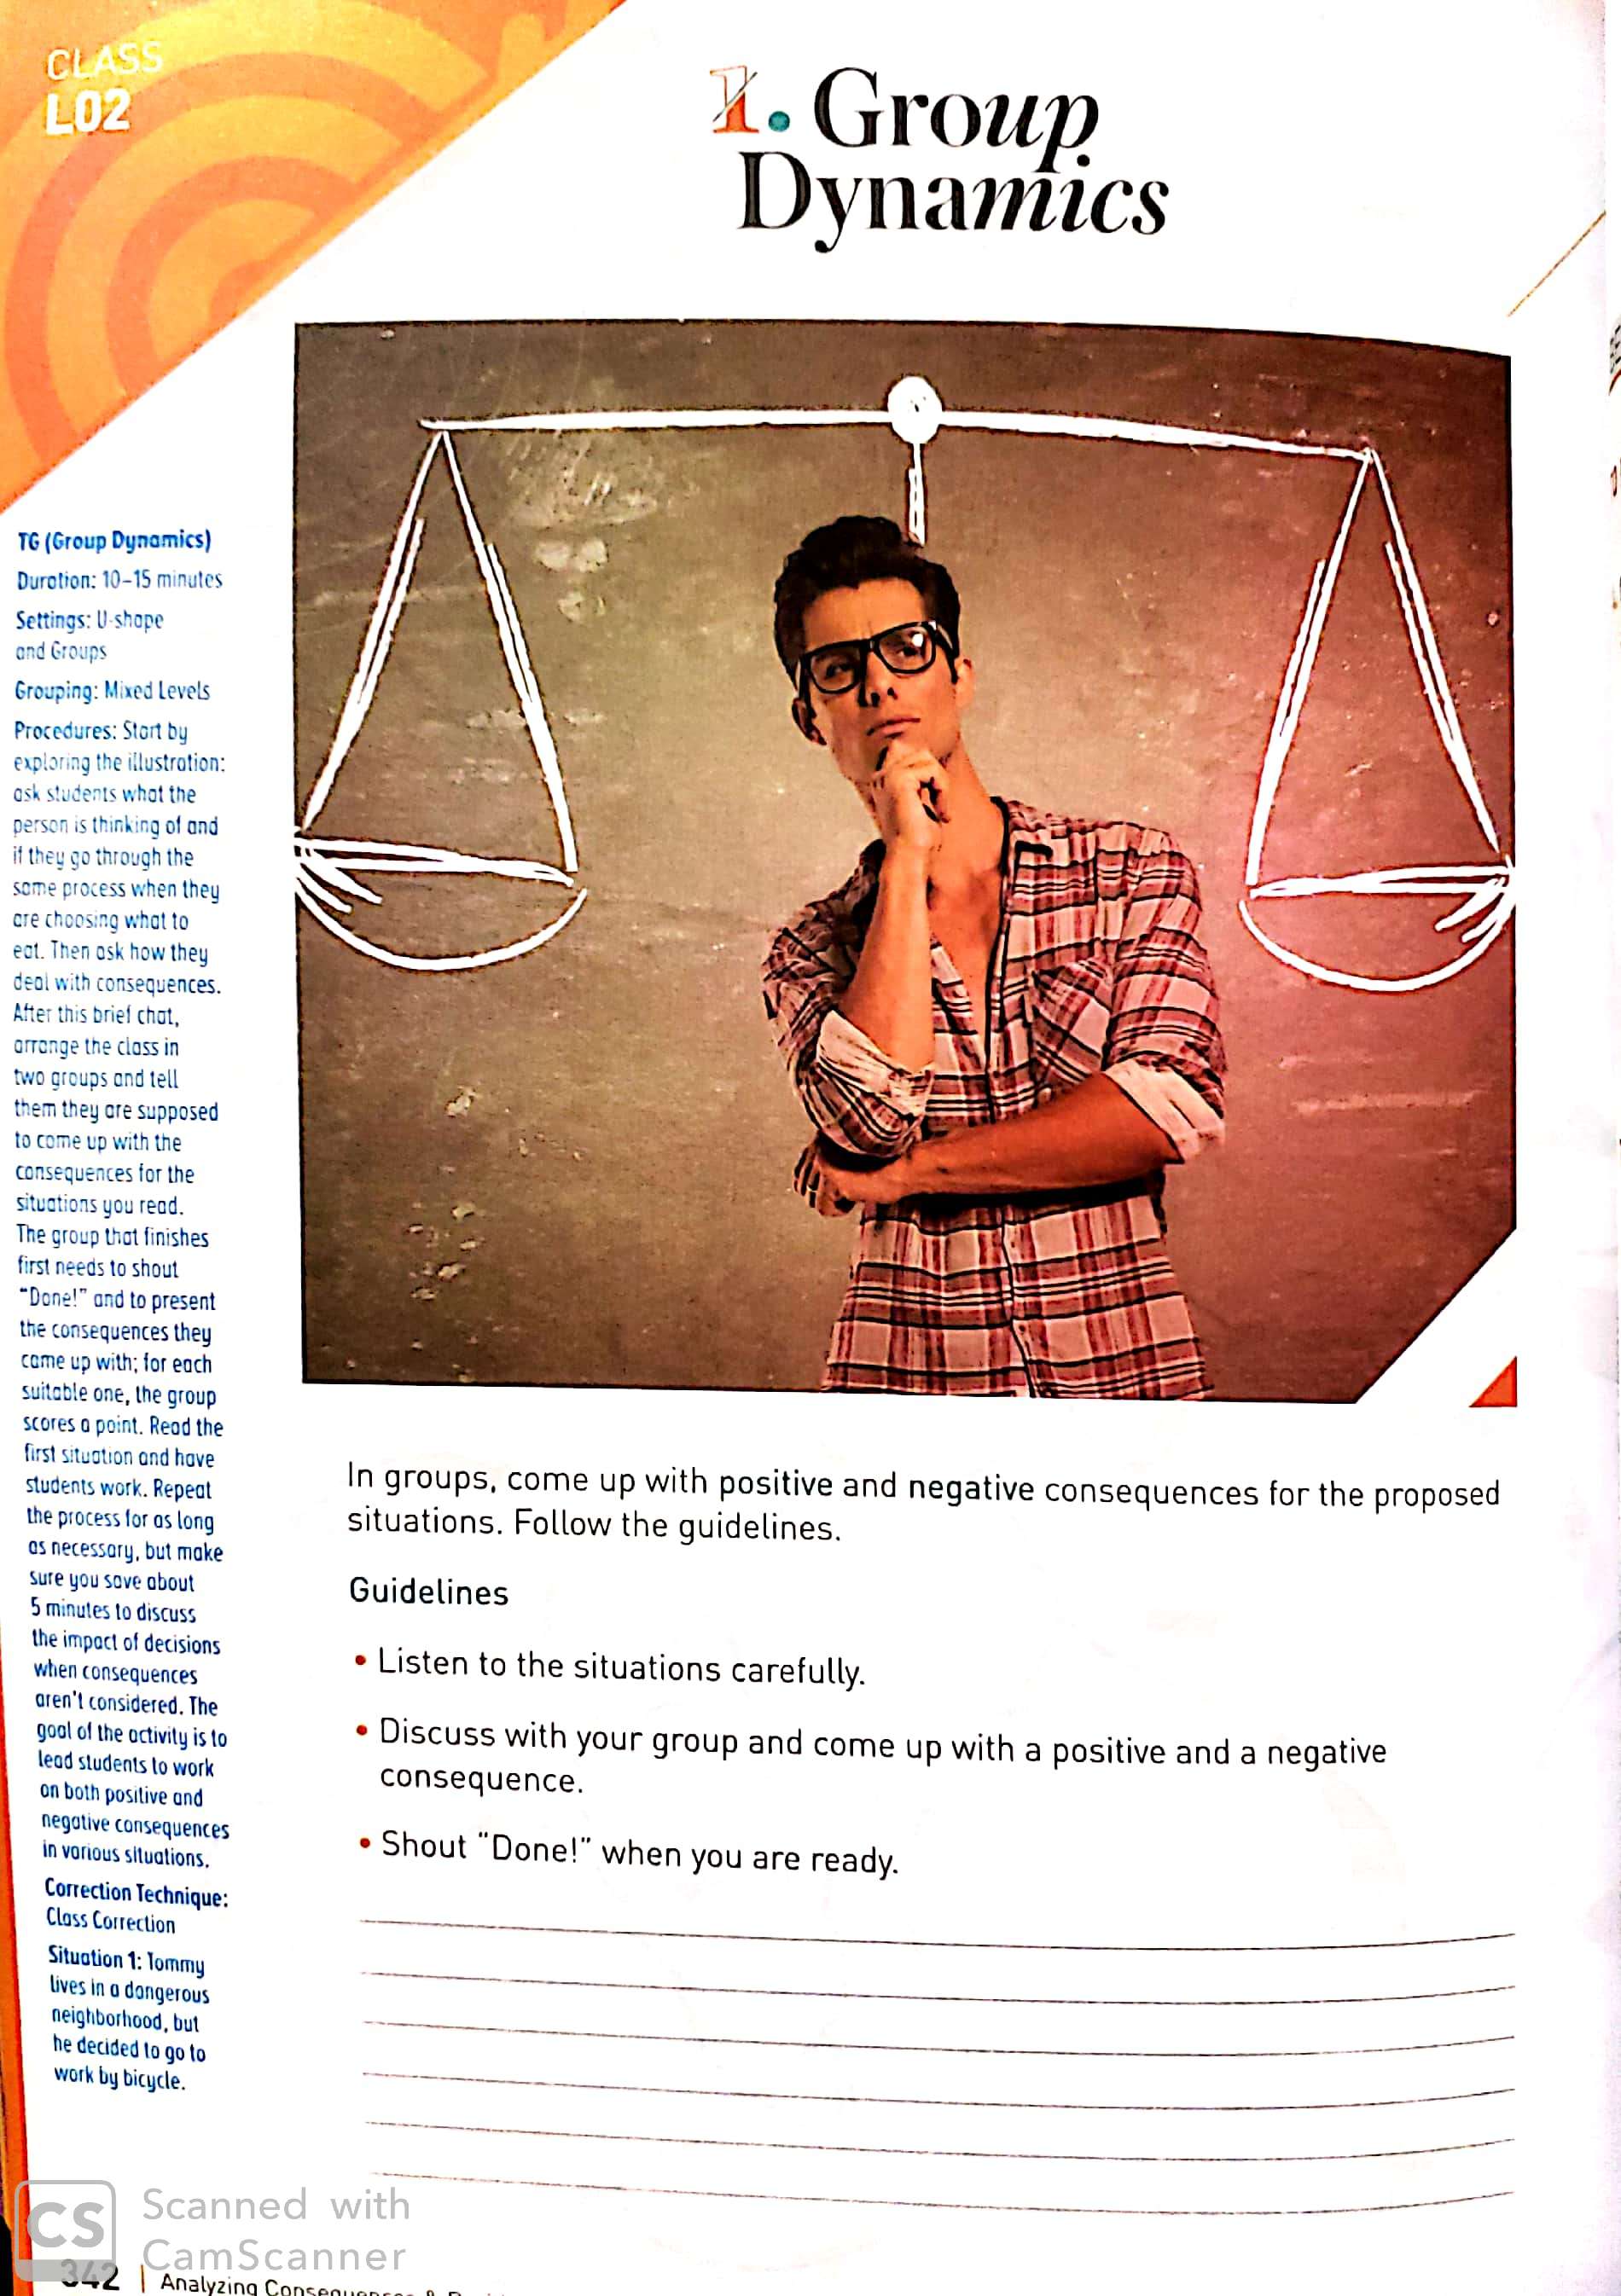 CLASS
L02
1. Group
Dynamics
TG (Group Dynamics)
Duration: 10–15 minutes
Settings: U-shape
and Groups
Grouping: Mixed Levels
Procedures: Start by
exploring the illustration:
ask students what the
person is thinking of and
if they go through the
same process when they
are choosing what to
eat. Then ask how they
deal with consequences.
After this brief chat,
arrange the class in
two groups and tell
them they are supposed
to come up with the
consequences for the
situations you read.
The group that finishes
first needs to shout
“Done!” and to present
the consequences they
came up with; for each
suitable one, the group
scores a point. Read the
first situation and have
students work. Repeat
the process for as long
as necessary, but make
sure you save about
5 minutes to discuss
the impact of decisions
when consequences
aren't considered. The
goal of the activity is to
lead students to work
on both positive and
negative consequences
in various situations.
Correction Technique:
Class Correction
Situation 1: Tommy
lives in a dangerous
neighborhood, but
he decided to go to
work by bicycle.
In groups, come up with positive and negative consequences for the proposed
situations. Follow the guidelines.
Guidelines
• Listen to the situations carefully.
• Discuss with your group and come up with a positive and a negative
consequence.
• Shout “Done!” when you are ready.
CS
Scanned with
CamScanner
342 | Analyzing Consequences &